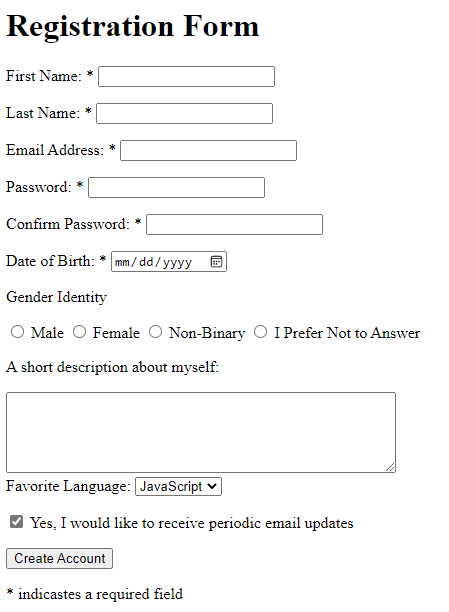 Registration Form
First Name: *
Last Name: *
Email Address: *
Password: *
Confirm Password: *
Date of Birth: * mm/dd/yyyy
Gender Identity
Male Female Non-Binary I Prefer Not to Answer
A short description about myself:
Favorite Language: JavaScript
Yes, I would like to receive periodic email updates
Create Account
* indicastes a required field